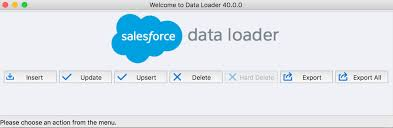 Welcome to Data Loader 40.0.0
salesforce data loader
Insert Update Upsert Delete Hard Delete Export Export All
Please choose an action from the menu.